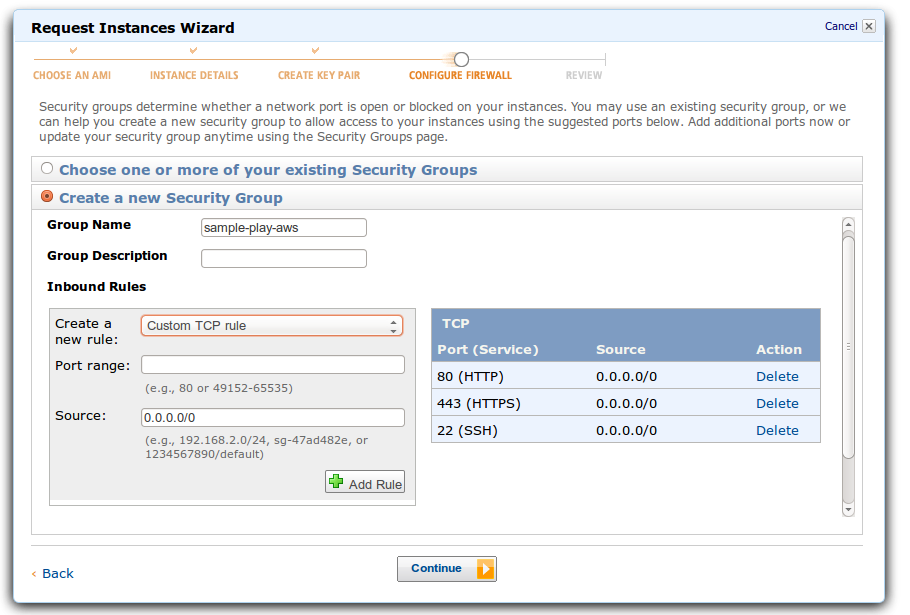 Request Instances Wizard
Cancel
CHOOSE AN AMI INSTANCE DETAILS CREATE KEY PAIR CONFIGURE FIREWALL REVIEW
Security groups determine whether a network port is open or blocked on your instances. You may use an existing security group, or we
can help you create a new security group to allow access to your instances using the suggested ports below. Add additional ports now or
update your security group anytime using the Security Groups page.
Choose one or more of your existing Security Groups
Create a new Security Group
Group Name sample-play-aws
Group Description
Inbound Rules
Create a
new rule:
Custom TCP rule
Port range:
(e.g., 80 or 49152-65535)
Source: 0.0.0.0/0
(e.g., 192.168.2.0/24, sg-47ad482e, or
1234567890/default)
Add Rule
TCP
Port (Service) Source Action
80 (HTTP) 0.0.0.0/0 Delete
443 (HTTPS) 0.0.0.0/0 Delete
22 (SSH) 0.0.0.0/0 Delete
‹ Back
Continue